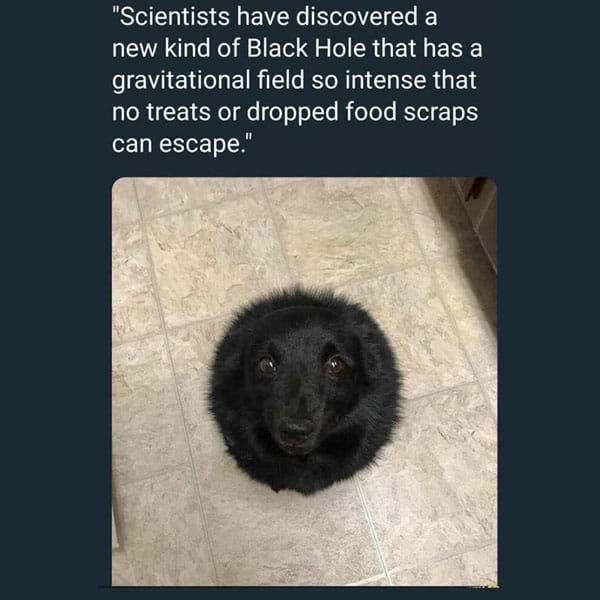 "Scientists have discovered a
new kind of Black Hole that has a
gravitational field so intense that
no treats or dropped food scraps
can escape."